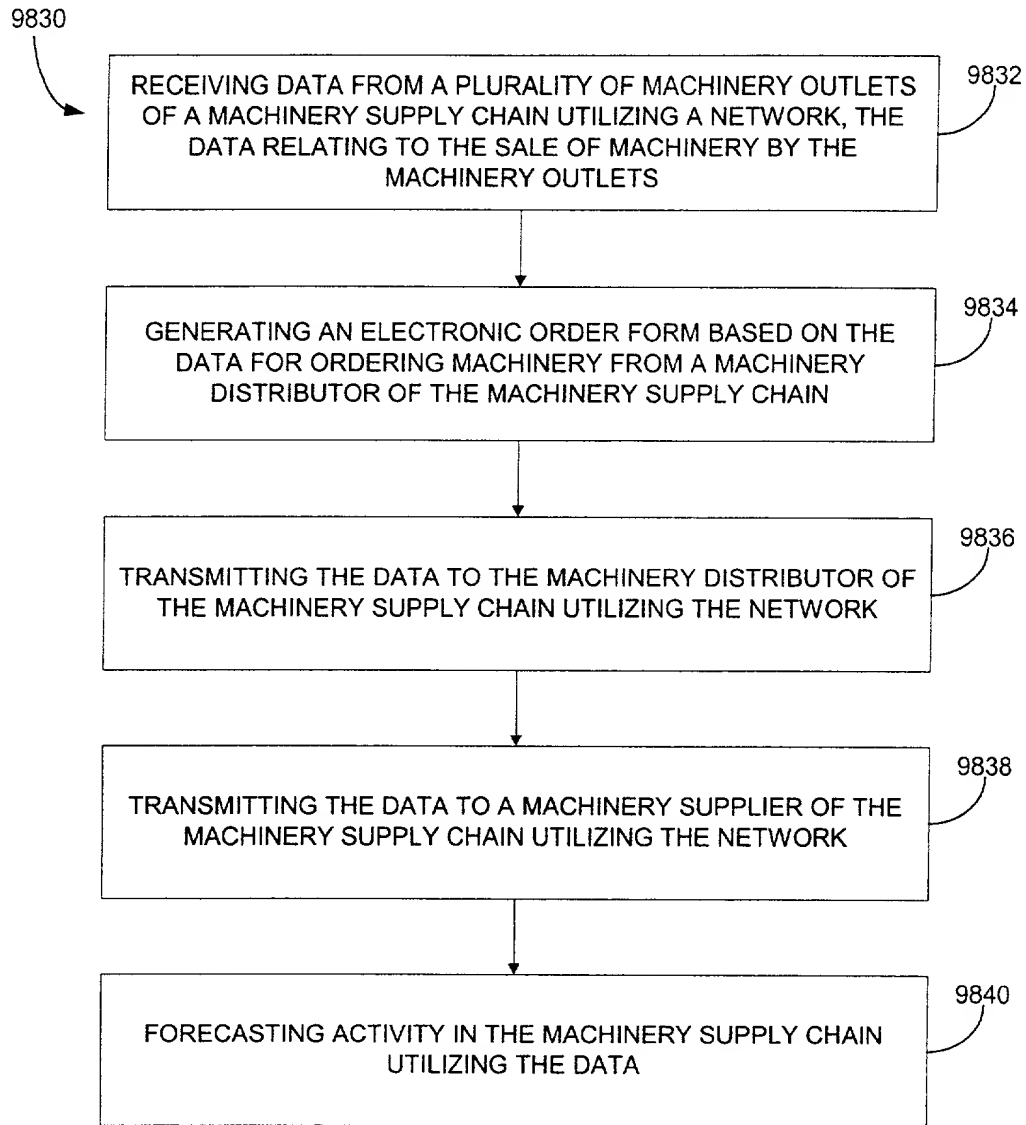 9830
RECEIVING DATA FROM A PLURALITY OF MACHINERY OUTLETS
OF A MACHINERY SUPPLY CHAIN UTILIZING A NETWORK, THE
DATA RELATING TO THE SALE OF MACHINERY BY THE
MACHINERY OUTLETS
9832
GENERATING AN ELECTRONIC ORDER FORM BASED ON THE
DATA FOR ORDERING MACHINERY FROM A MACHINERY
DISTRIBUTOR OF THE MACHINERY SUPPLY CHAIN
9834
TRANSMITTING THE DATA TO THE MACHINERY DISTRIBUTOR OF
THE MACHINERY SUPPLY CHAIN UTILIZING THE NETWORK
9836
TRANSMITTING THE DATA TO A MACHINERY SUPPLIER OF THE
MACHINERY SUPPLY CHAIN UTILIZING THE NETWORK
9838
FORECASTING ACTIVITY IN THE MACHINERY SUPPLY CHAIN
UTILIZING THE DATA
9840